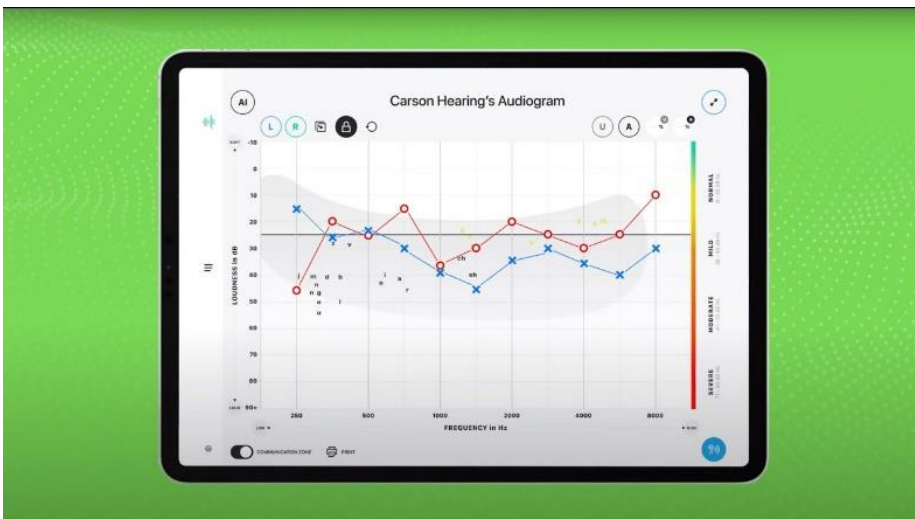 AI
Carson Hearing's Audiogram
L R
U A % %
-10
0
10
20
30
40
50
60
70
80
90+
LOUDNESS in dB
z v
ch
j m d b
i a
sh
n
o
n g
r
e l
u
250 500 1000 2000 4000 8000
FREGUENCY in Hz
NORMAL
MILD
MODERATE
SEVERE
COMMUNICATION ZONE PRINT